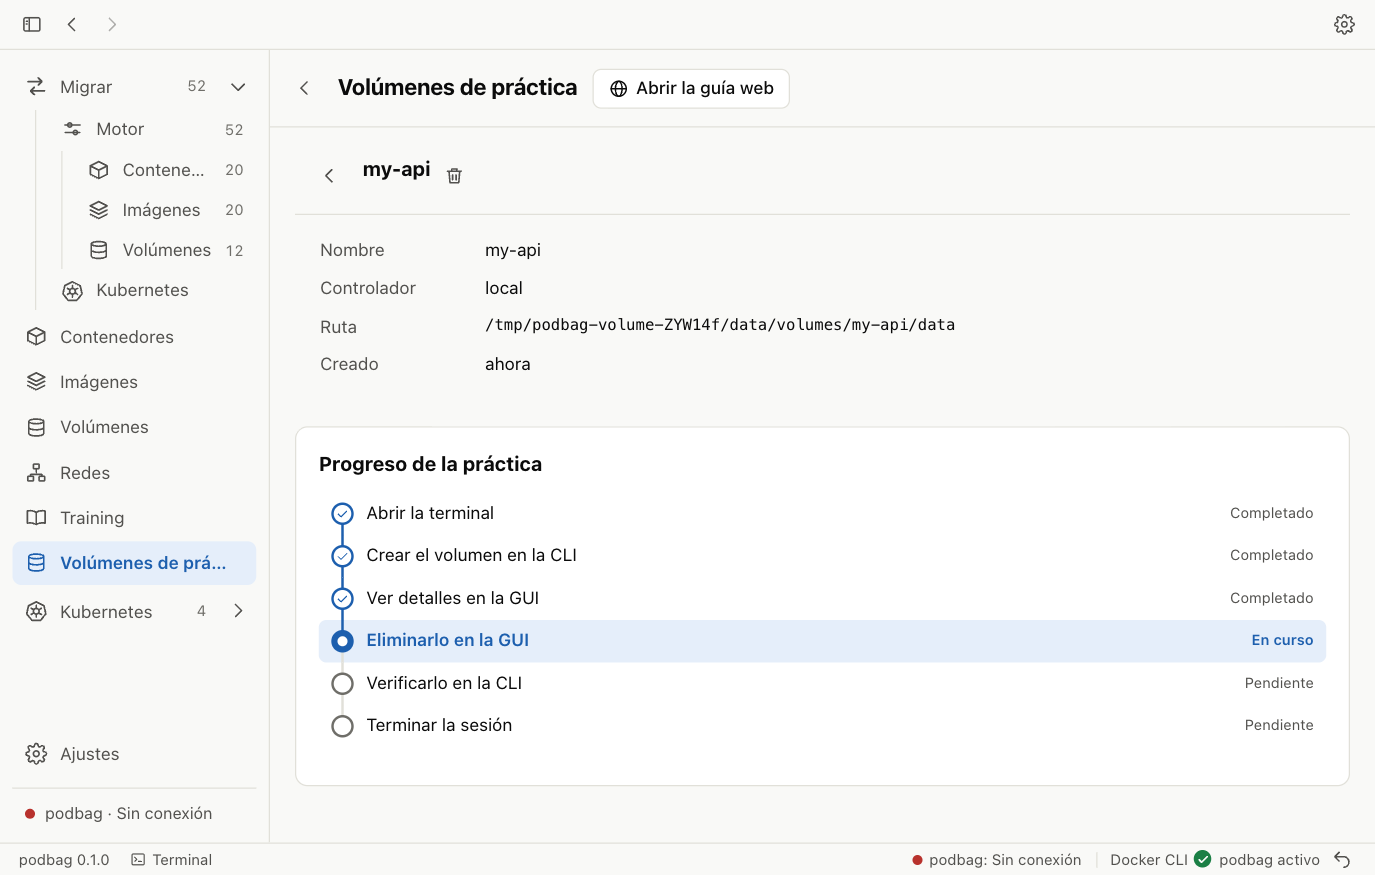 Migrar 52
Motor 52
Contene... 20
Imágenes 20
Volúmenes 12
Kubernetes
Contenedores
Imágenes
Volúmenes
Redes
Training
Volúmenes de prá...
Kubernetes 4
Ajustes
podbag · Sin conexión
Volúmenes de práctica
Abrir la guía web
my-api
Nombre my-api
Controlador local
Ruta /tmp/podbag-volume-ZYW14f/data/volumes/my-api/data
Creado ahora
Progreso de la práctica
Abrir la terminal Completado
Crear el volumen en la CLI Completado
Ver detalles en la GUI Completado
Eliminarlo en la GUI En curso
Verificarlo en la CLI Pendiente
Terminar la sesión Pendiente
podbag 0.1.0 Terminal podbag: Sin conexión Docker CLI podbag activo